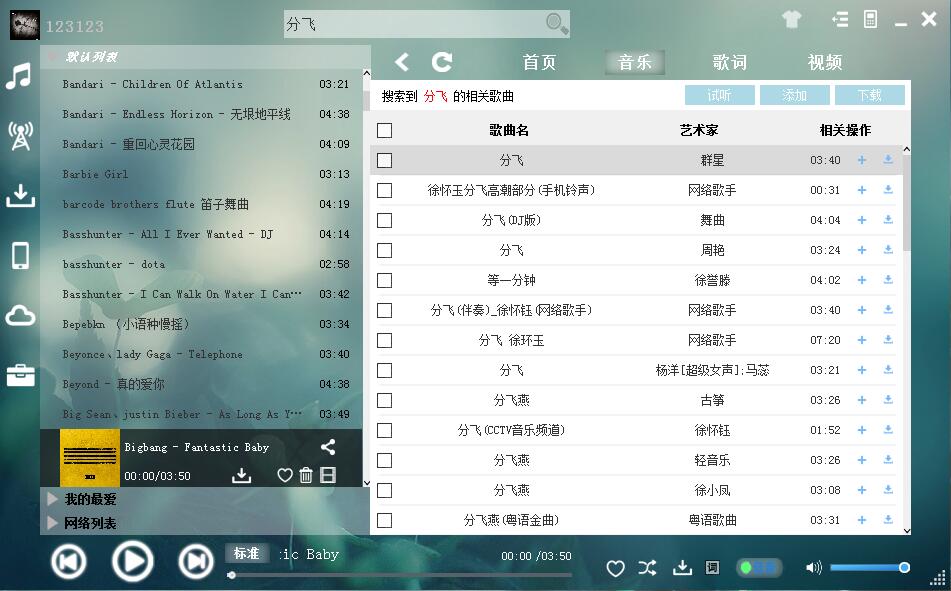 123123
分飞
默认列表
Bandari - Children Of Atlantis 03:21
Bandari - Endless Horizon - 无垠地平线 04:38
Bandari - 重回心灵花园 04:09
Barbie Girl 03:13
barcode brothers flute 笛子舞曲 04:19
Basshunter - All I Ever Wanted - DJ 04:14
basshunter - dota 02:58
Basshunter - I Can Walk On Water I Can… 03:42
Bepebkn （小语种慢摇） 03:34
Beyonce、lady Gaga - Telephone 03:40
Beyond - 真的爱你 04:38
Big Sean、justin Bieber - As Long As Y… 03:49
Bigbang - Fantastic Baby
00:00/03:50
我的最爱
网络列表
首页 音乐 歌词 视频
搜索到 分飞 的相关歌曲 试听 添加 下载
歌曲名 艺术家 相关操作
分飞 群星 03:40
徐怀玉分飞高潮部分(手机铃声) 网络歌手 00:31
分飞(DJ版) 舞曲 04:04
分飞 周艳 03:24
等一分钟 徐誉滕 04:02
分飞(伴奏)_徐怀钰(网络歌手) 网络歌手 03:40
分飞 徐环玉 网络歌手 07:20
分飞 杨洋[超级女声];马蕊 03:21
分飞燕 古筝 03:26
分飞(CCTV音乐频道) 徐怀钰 01:52
分飞燕 轻音乐 03:26
分飞燕 徐小凤 03:08
分飞燕(粤语金曲) 粤语歌曲 03:31
标准 :ic Baby 00:00 /03:50
词